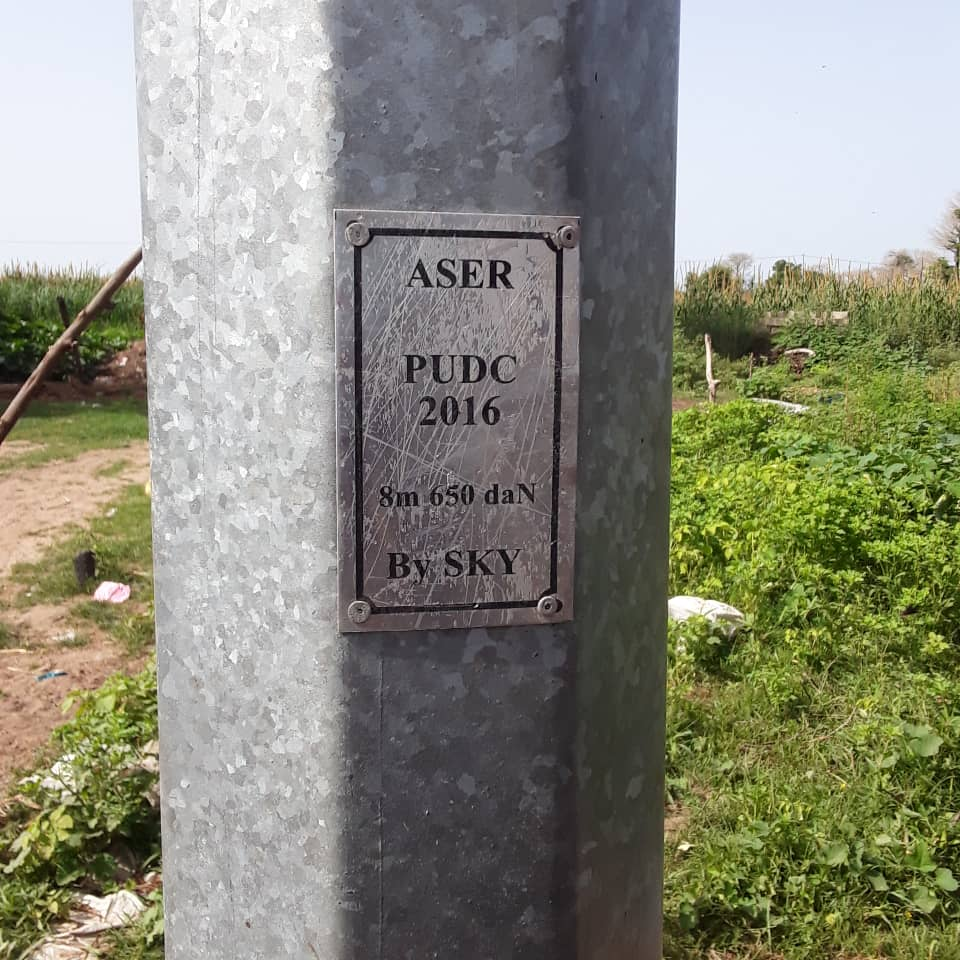 ASER
PUDC
2016
8m 650 daN
By SKY